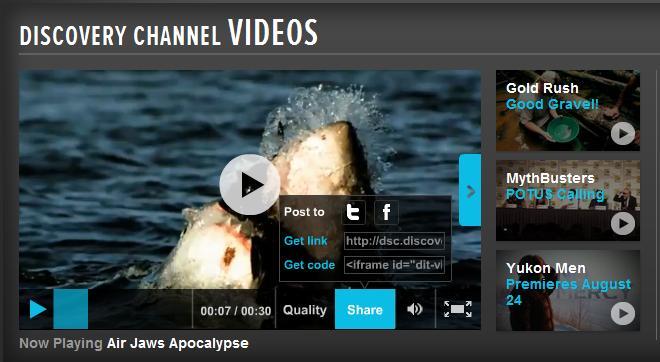 DISCOVERY CHANNEL VIDEOS
Post to
Get link http://dsc.discov
Get code <iframe id="dit-vi
00:07 / 00:30 Quality Share
Now Playing Air Jaws Apocalypse
Gold Rush
Good Gravel!
MythBusters
POTUS Calling
Yukon Men
Premieres August
24